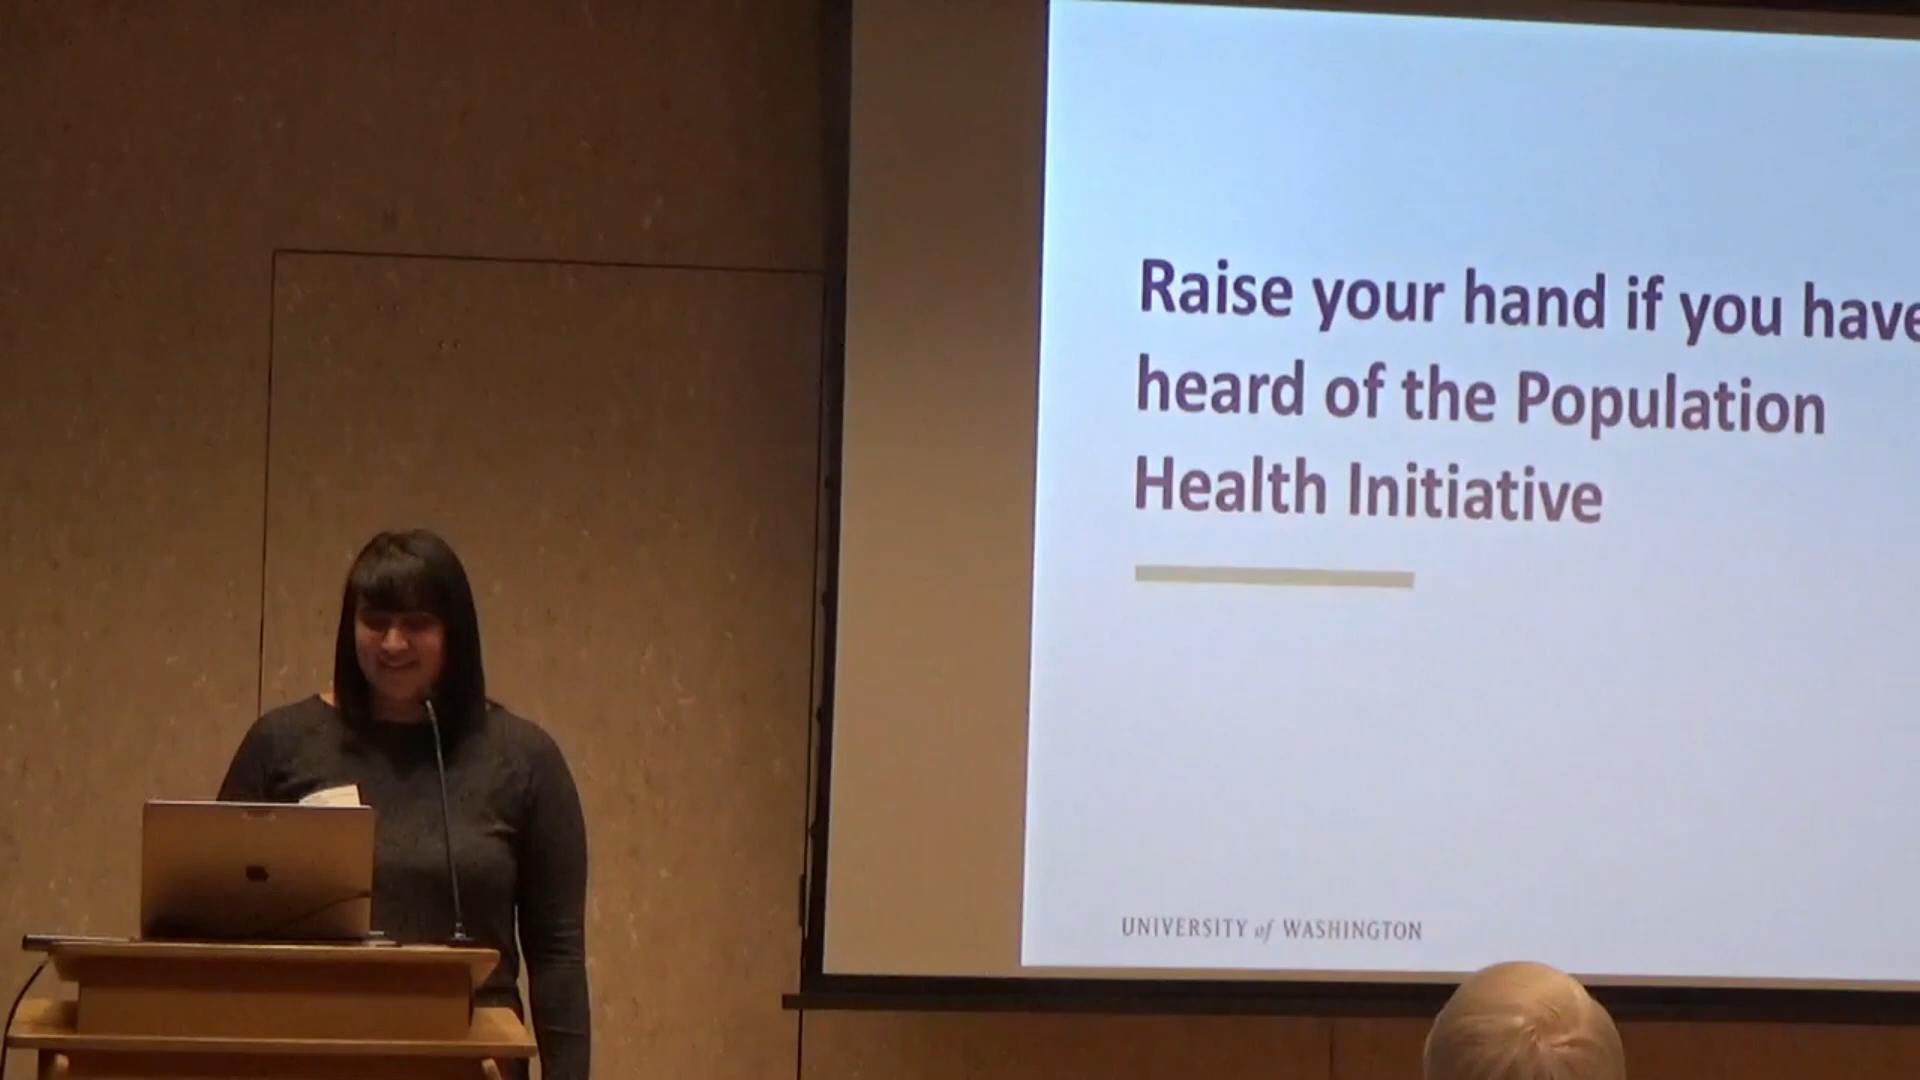 Raise your hand if you have
heard of the Population
Health Initiative
UNIVERSITY of WASHINGTON